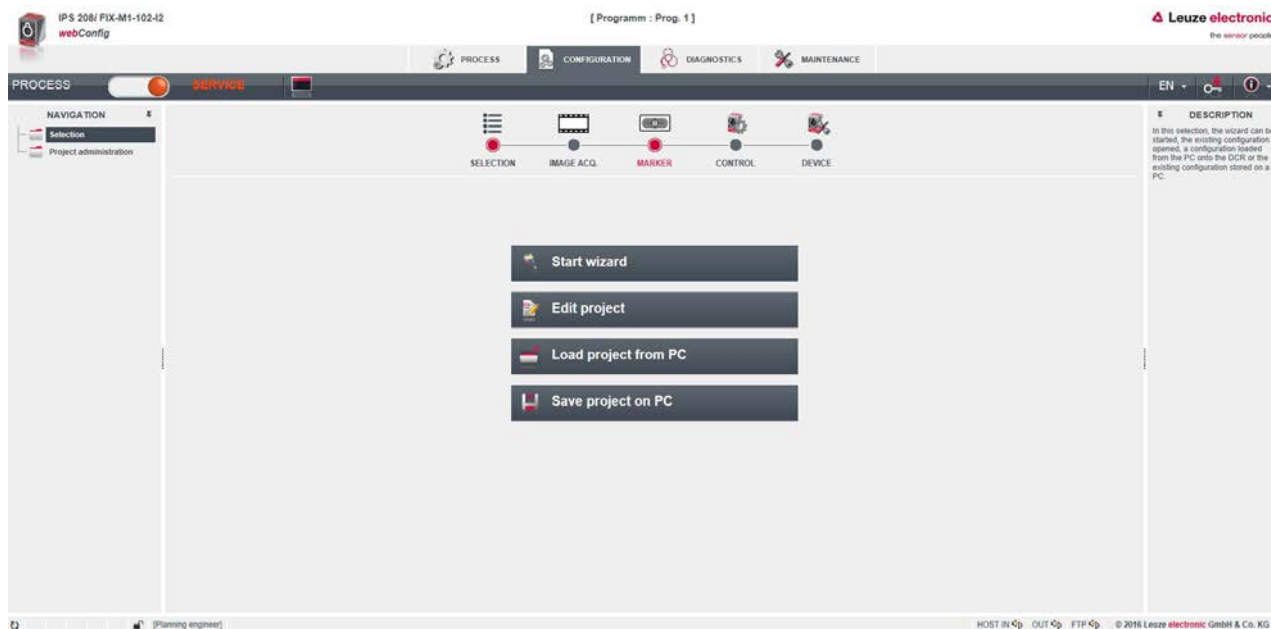 IPS 208i FIX-M1-102-I2
webConfig
[ Programm : Prog. 1 ]
Leuze electronic
the sensor people
PROCESS
CONFIGURATION
DIAGNOSTICS
MAINTENANCE
PROCESS
SERVICE
EN
NAVIGATION
Selection
Project administration
SELECTION
IMAGE ACQ.
MARKER
CONTROL
DEVICE
DESCRIPTION
In this selection, the wizard can be
started, the existing configuration
opened, a configuration loaded
from the PC onto the DCR or the
existing configuration stored on a
PC.
Start wizard
Edit project
Load project from PC
Save project on PC
[Planning engineer]
HOST IN OUT FTP
© 2016 Leuze electronic GmbH & Co. KG